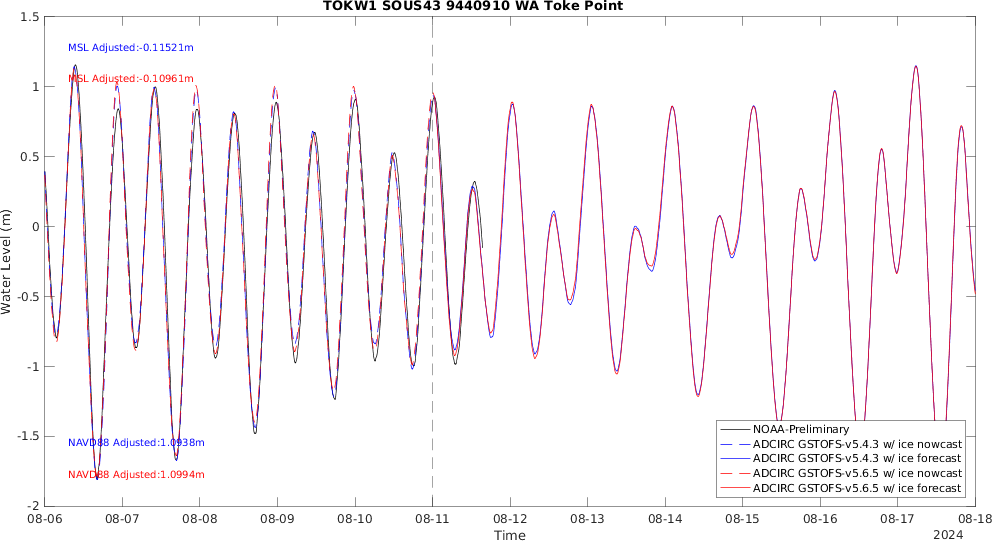 TOKW1 SOUS43 9440910 WA Toke Point
1.5
MSL Adjusted:-0.11521m
MSL Adjusted:-0.10961m
1
0.5
0
-0.5
-1
-1.5
-2
Water Level (m)
NAVD88 Adjusted:1.0938m
NAVD88 Adjusted:1.0994m
NOAA-Preliminary
ADCIRC GSTOFS-v5.4.3 w/ ice nowcast
ADCIRC GSTOFS-v5.4.3 w/ ice forecast
ADCIRC GSTOFS-v5.6.5 w/ ice nowcast
ADCIRC GSTOFS-v5.6.5 w/ ice forecast
08-06 08-07 08-08 08-09 08-10 08-11 08-12 08-13 08-14 08-15 08-16 08-17 08-18
Time
2024